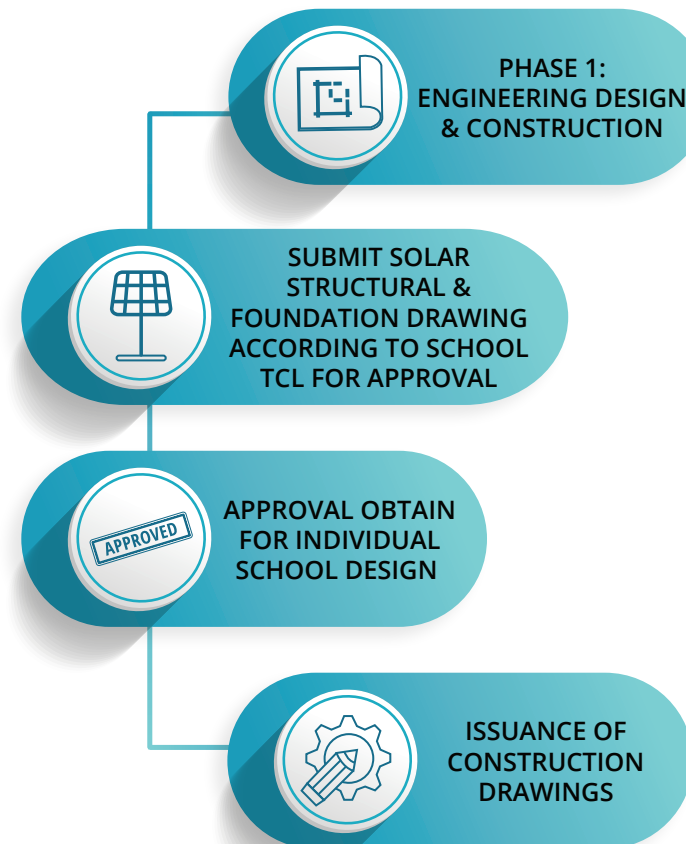 PHASE 1:
ENGINEERING DESIGN
& CONSTRUCTION
SUBMIT SOLAR
STRUCTURAL &
FOUNDATION DRAWING
ACCORDING TO SCHOOL
TCL FOR APPROVAL
APPROVED
APPROVAL OBTAIN
FOR INDIVIDUAL
SCHOOL DESIGN
ISSUANCE OF
CONSTRUCTION
DRAWINGS